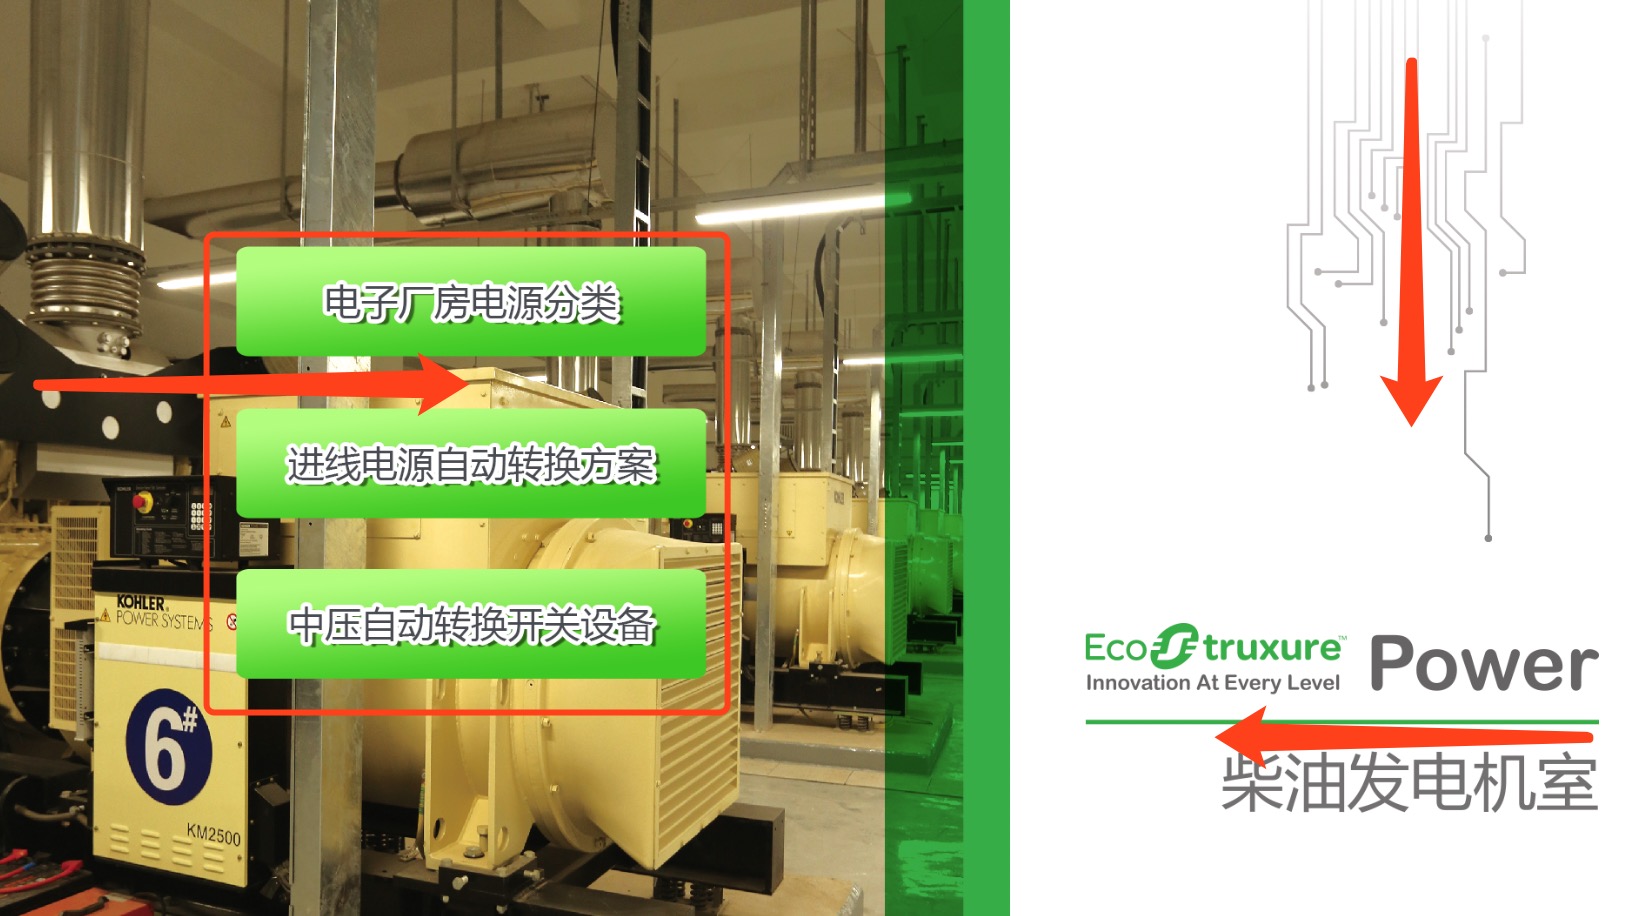 电子厂房电源分类
进线电源自动转换方案
中压自动转换开关设备
KOHLER
POWER SYSTEMS
6#
KM2500
EcoStruxure™ Power
Innovation At Every Level
柴油发电机室